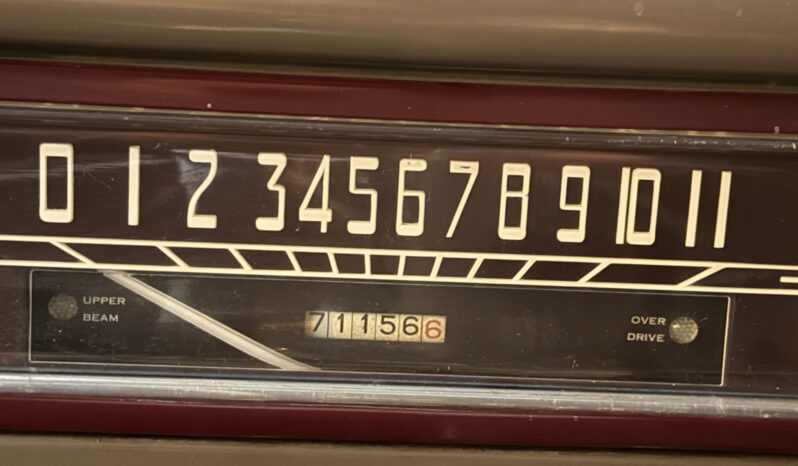 0 1 2 3 4 5 6 7 8 9 10 11
UPPER
BEAM
711566
OVER
DRIVE